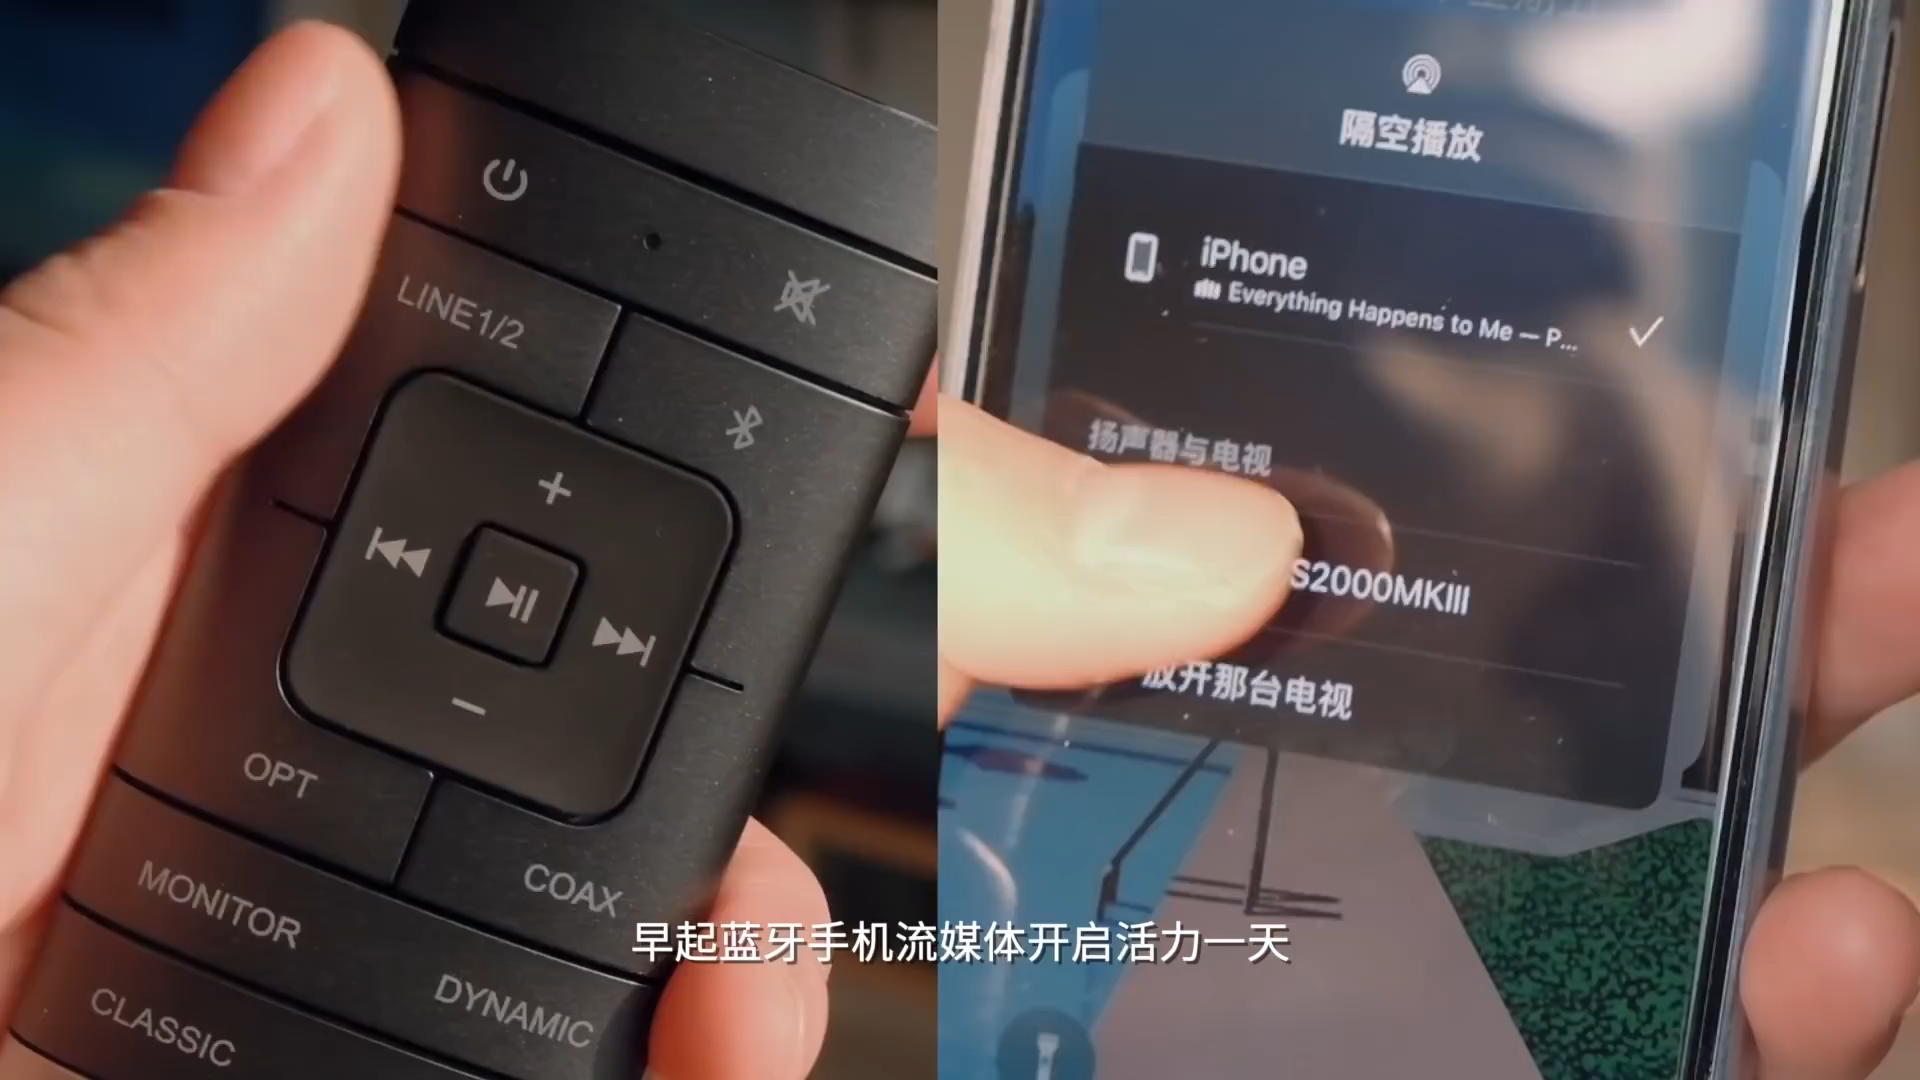 LINE1/2
OPT
COAX
MONITOR
DYNAMIC
CLASSIC
隔空播放
iPhone
Everything Happens to Me — P...
扬声器与电视
S2000MKIII
放开那台电视
早起蓝牙手机流媒体开启活力一天